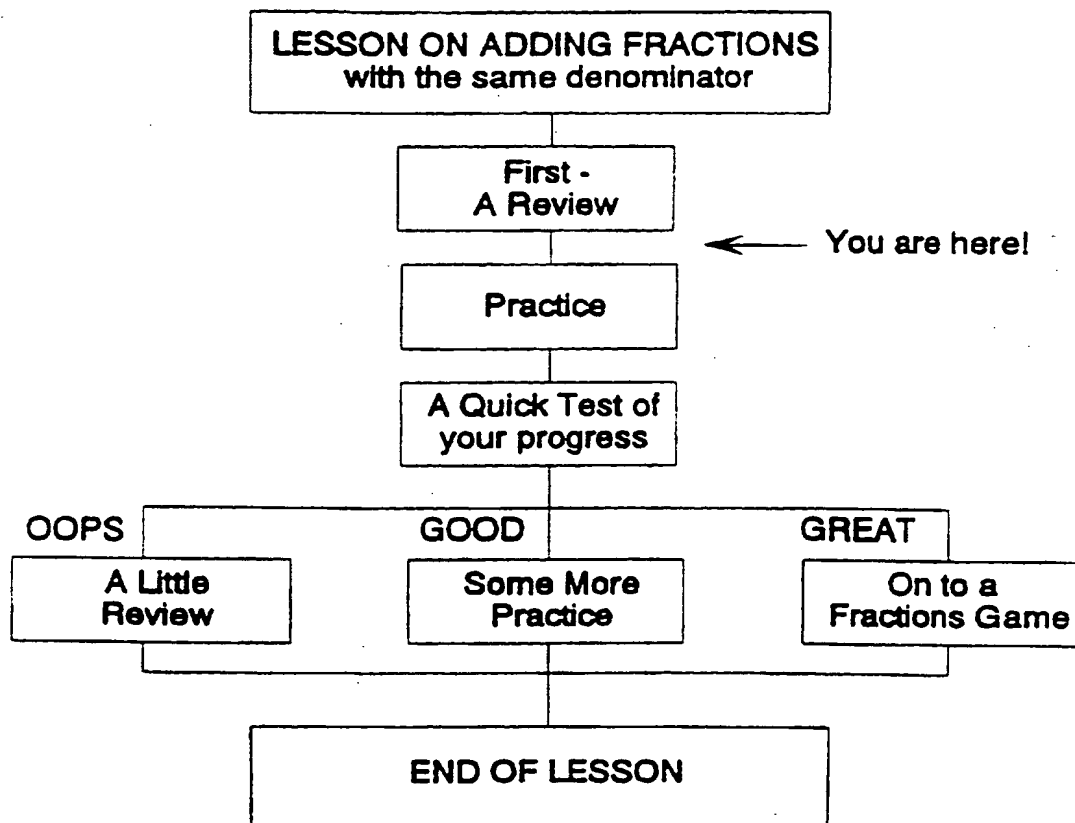 LESSON ON ADDING FRACTIONS
with the same denominator
First -
A Review
You are here!
Practice
A Quick Test of
your progress
OOPS
GOOD
GREAT
A Little
Review
Some More
Practice
On to a
Fractions Game
END OF LESSON